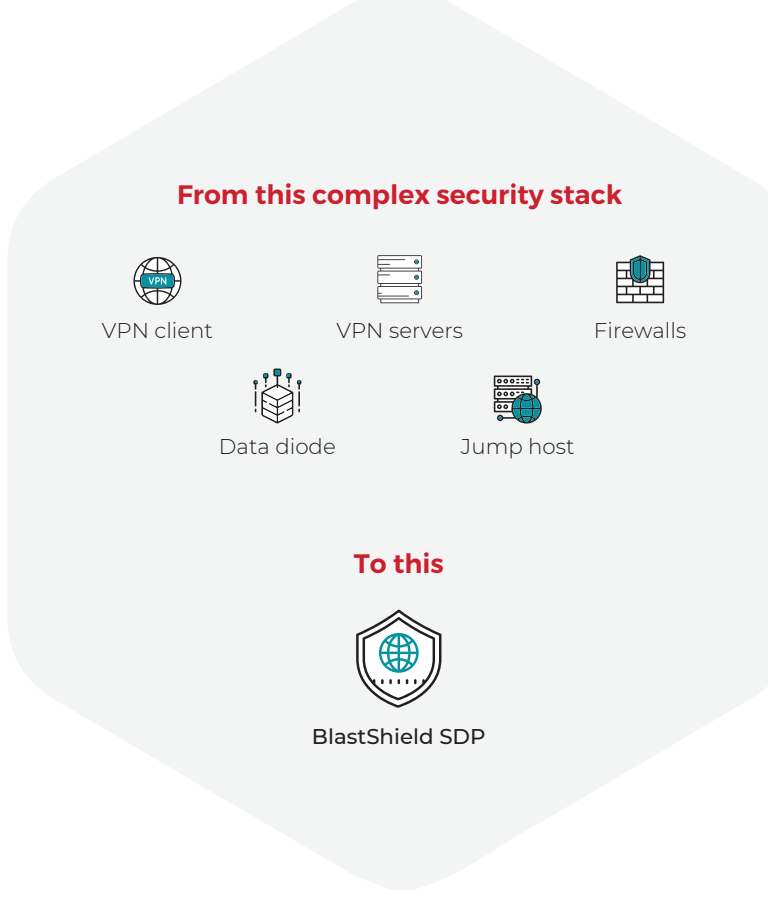 From this complex security stack
VPN
VPN client
VPN servers
Firewalls
Data diode
Jump host
To this
BlastShield SDP